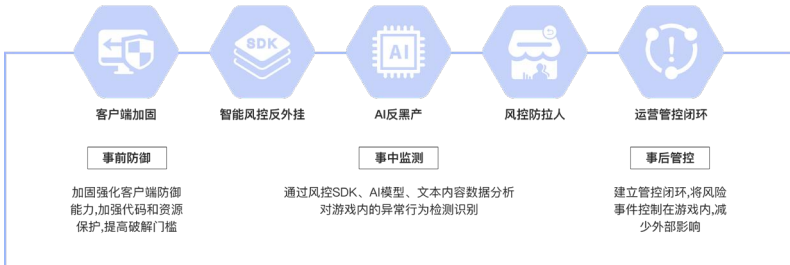 SDK
AI
客户端加固
智能风控反外挂
AI反黑产
风控防拉人
运营管控闭环
事前防御
事中监测
事后管控
加固强化客户端防御
能力,加强代码和资源
保护,提高破解门槛
通过风控SDK、AI模型、文本内容数据分析
对游戏内的异常行为检测识别
建立管控闭环,将风险
事件控制在游戏内,减
少外部影响